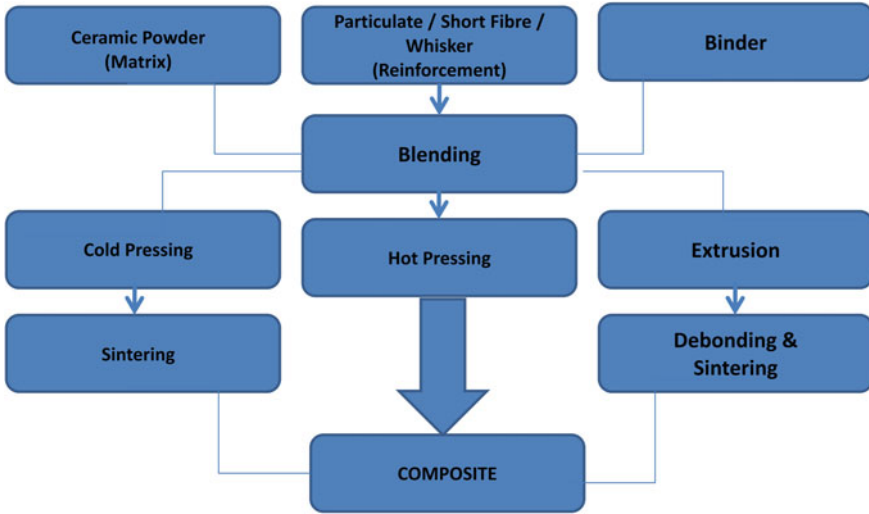 Ceramic Powder
(Matrix)
Particulate / Short Fibre /
Whisker
(Reinforcement)
Binder
Blending
Cold Pressing
Hot Pressing
Extrusion
Sintering
Debonding &
Sintering
COMPOSITE